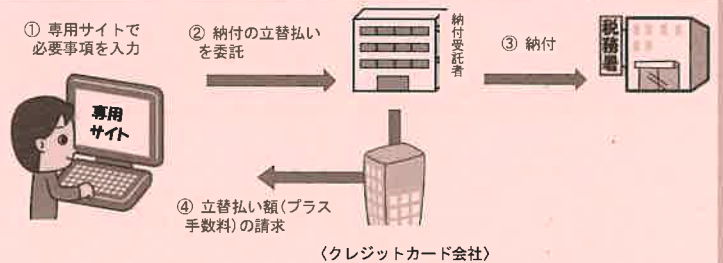 ① 専用サイトで
必要事項を入力
② 納付の立替払い
を委託
納付受託者
③ 納付
税務署
専用
サイト
④ 立替払い額(プラス
手数料)の請求
〈クレジットカード会社〉